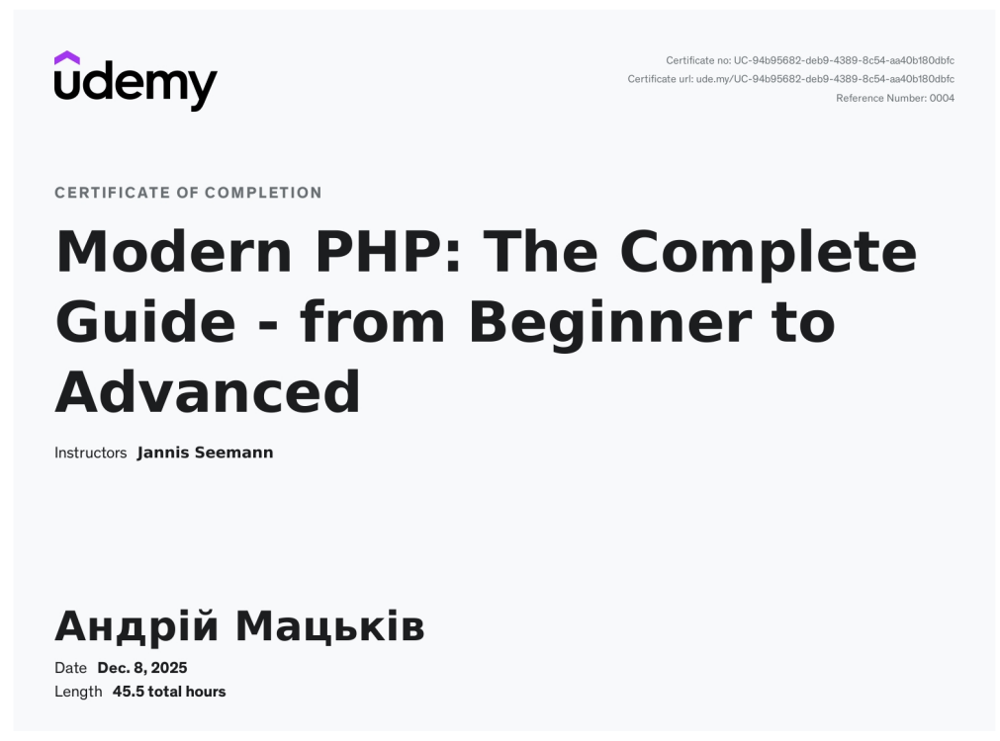 udemy
Certificate no: UC-94b95682-deb9-4389-8c54-aa40b180dbfc
Certificate url: ude.my/UC-94b95682-deb9-4389-8c54-aa40b180dbfc
Reference Number: 0004
CERTIFICATE OF COMPLETION
Modern PHP: The Complete
Guide - from Beginner to
Advanced
Instructors Jannis Seemann
Андрій Мацьків
Date Dec. 8, 2025
Length 45.5 total hours